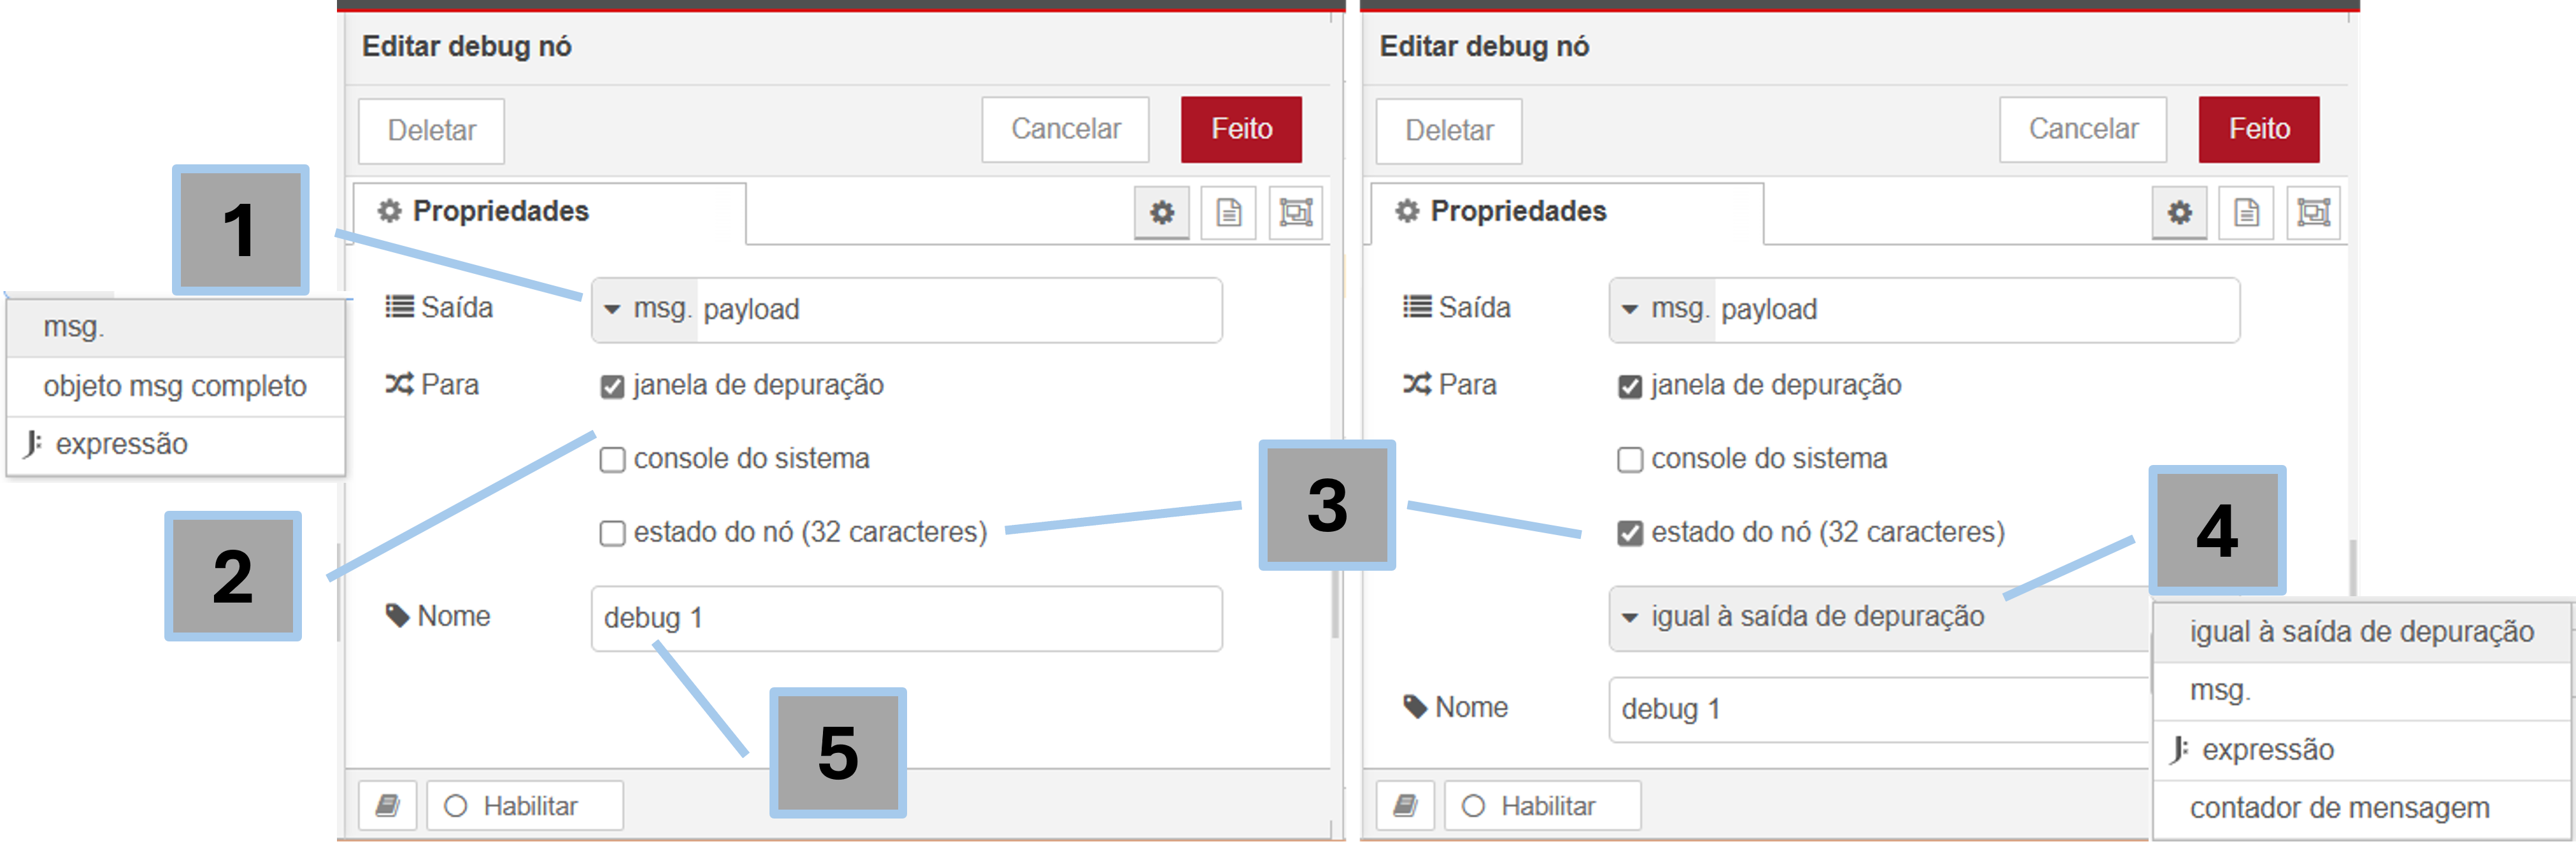 Editar debug nó
Deletar
Cancelar
Feito
1
Propriedades
msg.
objeto msg completo
expressão
Saída
msg. payload
Para
janela de depuração
console do sistema
estado do nó (32 caracteres)
2
Nome
debug 1
5
Habilitar
3
Editar debug nó
Deletar
Cancelar
Feito
Propriedades
Saída
msg. payload
Para
janela de depuração
console do sistema
estado do nó (32 caracteres)
4
igual à saída de depuração
Nome
debug 1
Habilitar
igual à saída de depuração
msg.
expressão
contador de mensagem